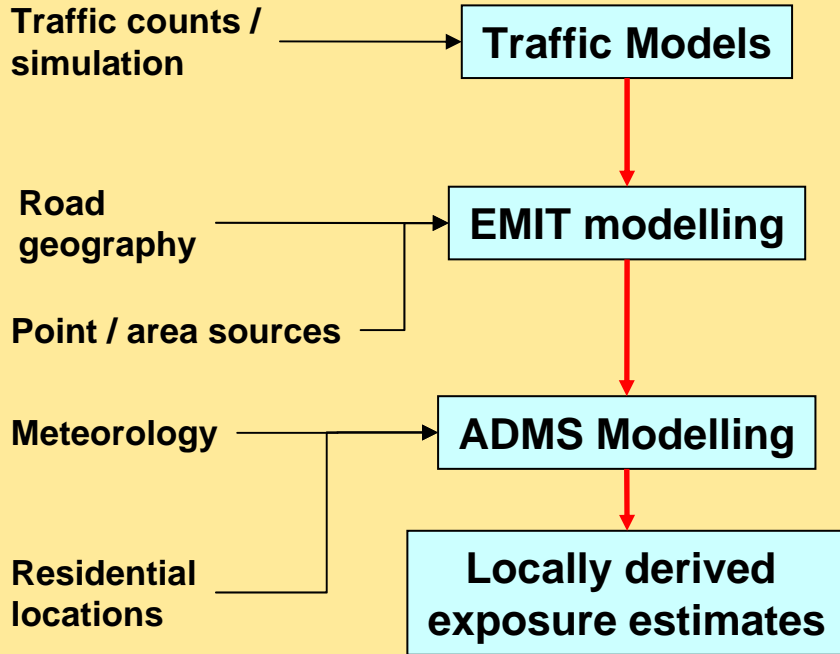 Traffic counts /
simulation
Traffic Models
Road
geography
EMIT modelling
Point / area sources
Meteorology
ADMS Modelling
Residential
locations
Locally derived
exposure estimates